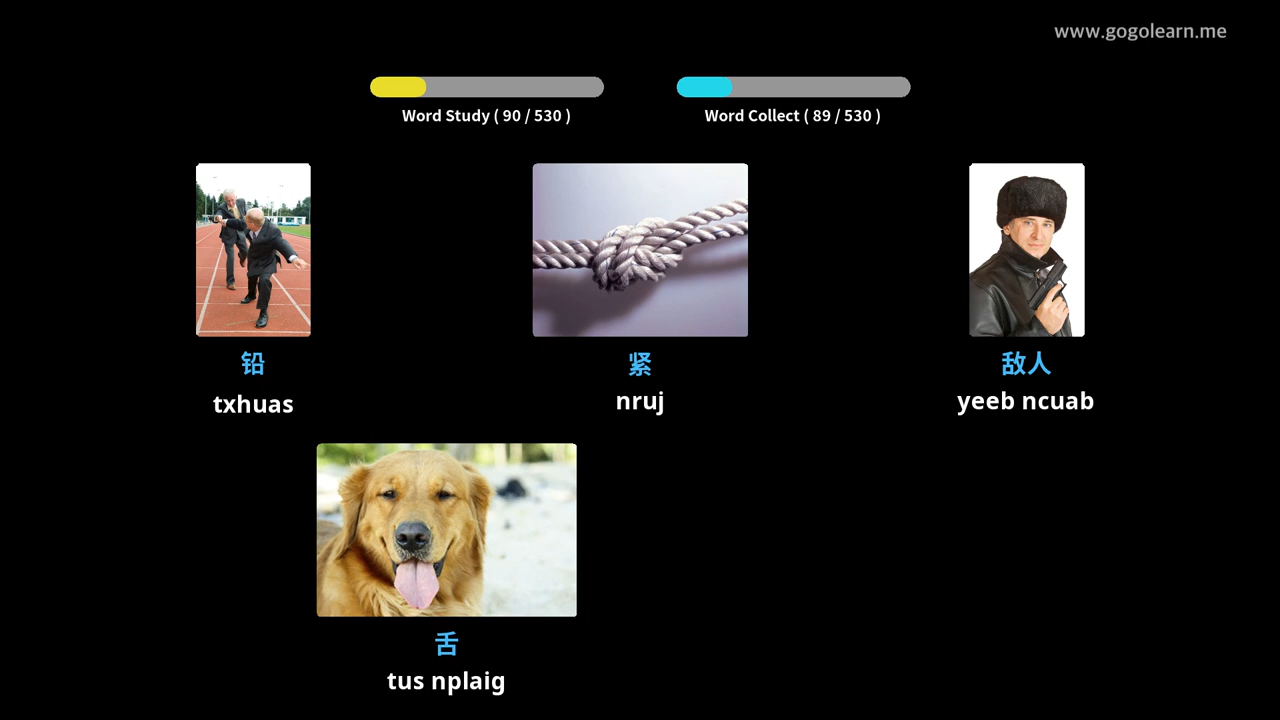 www.gogolearn.me
Word Study ( 90 / 530 )
Word Collect ( 89 / 530 )
铅
txhuas
紧
nruj
敌人
yeeb ncuab
舌
tus nplaig